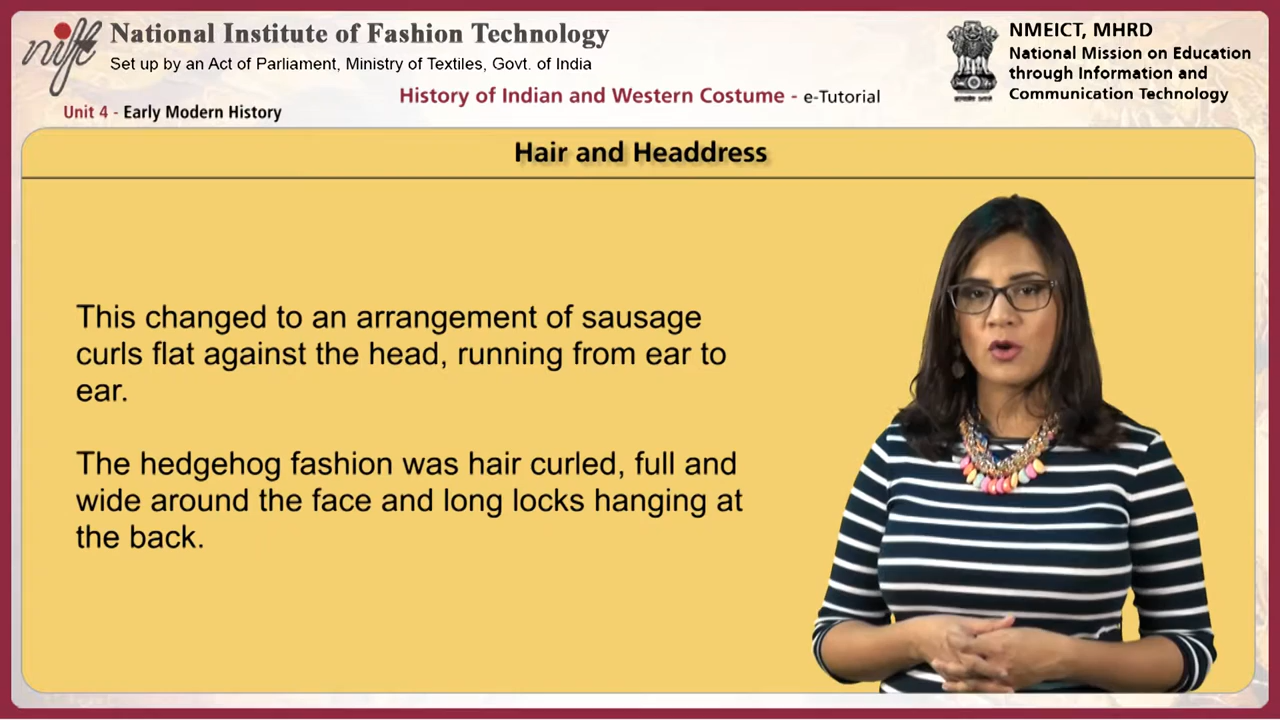 nift
National Institute of Fashion Technology
Set up by an Act of Parliament, Ministry of Textiles, Govt. of India
NMEICT, MHRD
National Mission on Education
through Information and
Communication Technology
History of Indian and Western Costume - e-Tutorial
Unit 4 - Early Modern History
Hair and Headdress
This changed to an arrangement of sausage
curls flat against the head, running from ear to
ear.
The hedgehog fashion was hair curled, full and
wide around the face and long locks hanging at
the back.